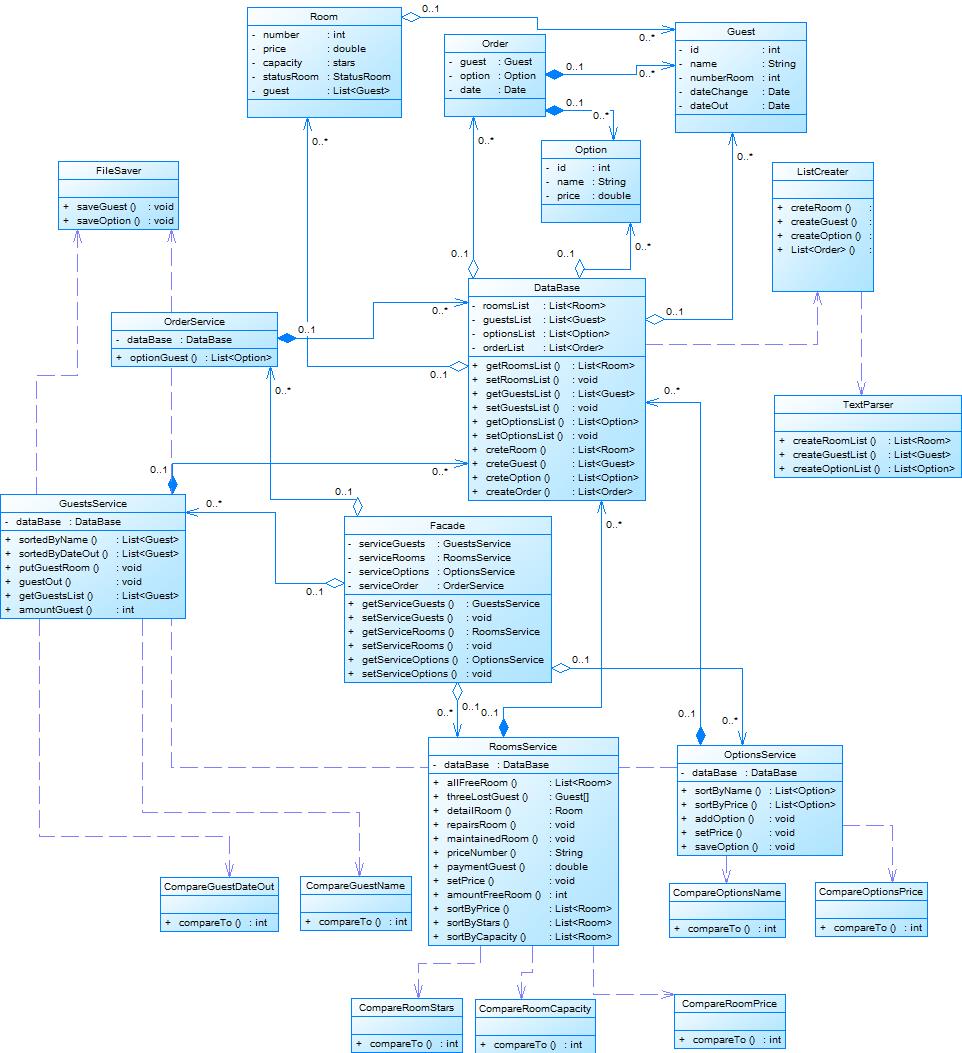 Room
- number : int
- price : double
- capacity : stars
- statusRoom : StatusRoom
- guest : List<Guest>
0..1
0..*
Order
- guest : Guest
- option : Option
- date : Date
0..1
0..*
0..1
0..*
Guest
- id : int
- name : String
- numberRoom : int
- dateChange : Date
- dateOut : Date
0..*
0..*
0..*
Option
- id : int
- name : String
- price : double
0..*
FileSaver
+ saveGuest () : void
+ saveOption () : void
ListCreater
+ creteRoom () :
+ createGuest () :
+ createOption () :
+ List<Order> () :
0..1
0..1
DataBase
- roomsList : List<Room>
- guestsList : List<Guest>
- optionsList : List<Option>
- orderList : List<Order>
+ getRoomsList () : List<Room>
+ setRoomsList () : void
+ getGuestsList () : List<Guest>
+ setGuestsList () : void
+ getOptionsList () : List<Option>
+ setOptionsList () : void
+ creteRoom () : List<Room>
+ creteGuest () : List<Guest>
+ creteOption () : List<Option>
+ createOrder () : List<Order>
0..1
OrderService
- dataBase : DataBase
+ optionGuest () : List<Option>
0..1
0..*
0..1
0..*
0..*
TextParser
+ createRoomList () : List<Room>
+ createGuestList () : List<Guest>
+ createOptionList () : List<Option>
0..1
0..*
GuestsService
- dataBase : DataBase
+ sortedByName () : List<Guest>
+ sortedByDateOut () : List<Guest>
+ putGuestRoom () : void
+ guestOut () : void
+ getGuestsList () : List<Guest>
+ amountGuest () : int
0..*
0..1
0..1
0..*
Facade
- serviceGuests : GuestsService
- serviceRooms : RoomsService
- serviceOptions : OptionsService
- serviceOrder : OrderService
+ getServiceGuests () : GuestsService
+ setServiceGuests () : void
+ getServiceRooms () : RoomsService
+ setServiceRooms () : void
+ getServiceOptions () : OptionsService
+ setServiceOptions () : void
0..1
0..*
0..1
0..1
0..1
0..*
RoomsService
- dataBase : DataBase
+ allFreeRoom () : List<Room>
+ threeLostGuest () : Guest[]
+ detailRoom () : Room
+ repairsRoom () : void
+ maintainedRoom () : void
+ priceNumber () : String
+ paymentGuest () : double
+ setPrice () : void
+ amountFreeRoom () : int
+ sortByPrice () : List<Room>
+ sortByStars () : List<Room>
+ sortByCapacity () : List<Room>
OptionsService
- dataBase : DataBase
+ sortByName () : List<Option>
+ sortByPrice () : List<Option>
+ addOption () : void
+ setPrice () : void
+ saveOption () : void
CompareGuestDateOut
+ compareTo () : int
CompareGuestName
+ compareTo () : int
CompareOptionsName
+ compareTo () : int
CompareOptionsPrice
+ compareTo () : int
CompareRoomStars
+ compareTo () : int
CompareRoomCapacity
+ compareTo () : int
CompareRoomPrice
+ compareTo () : int